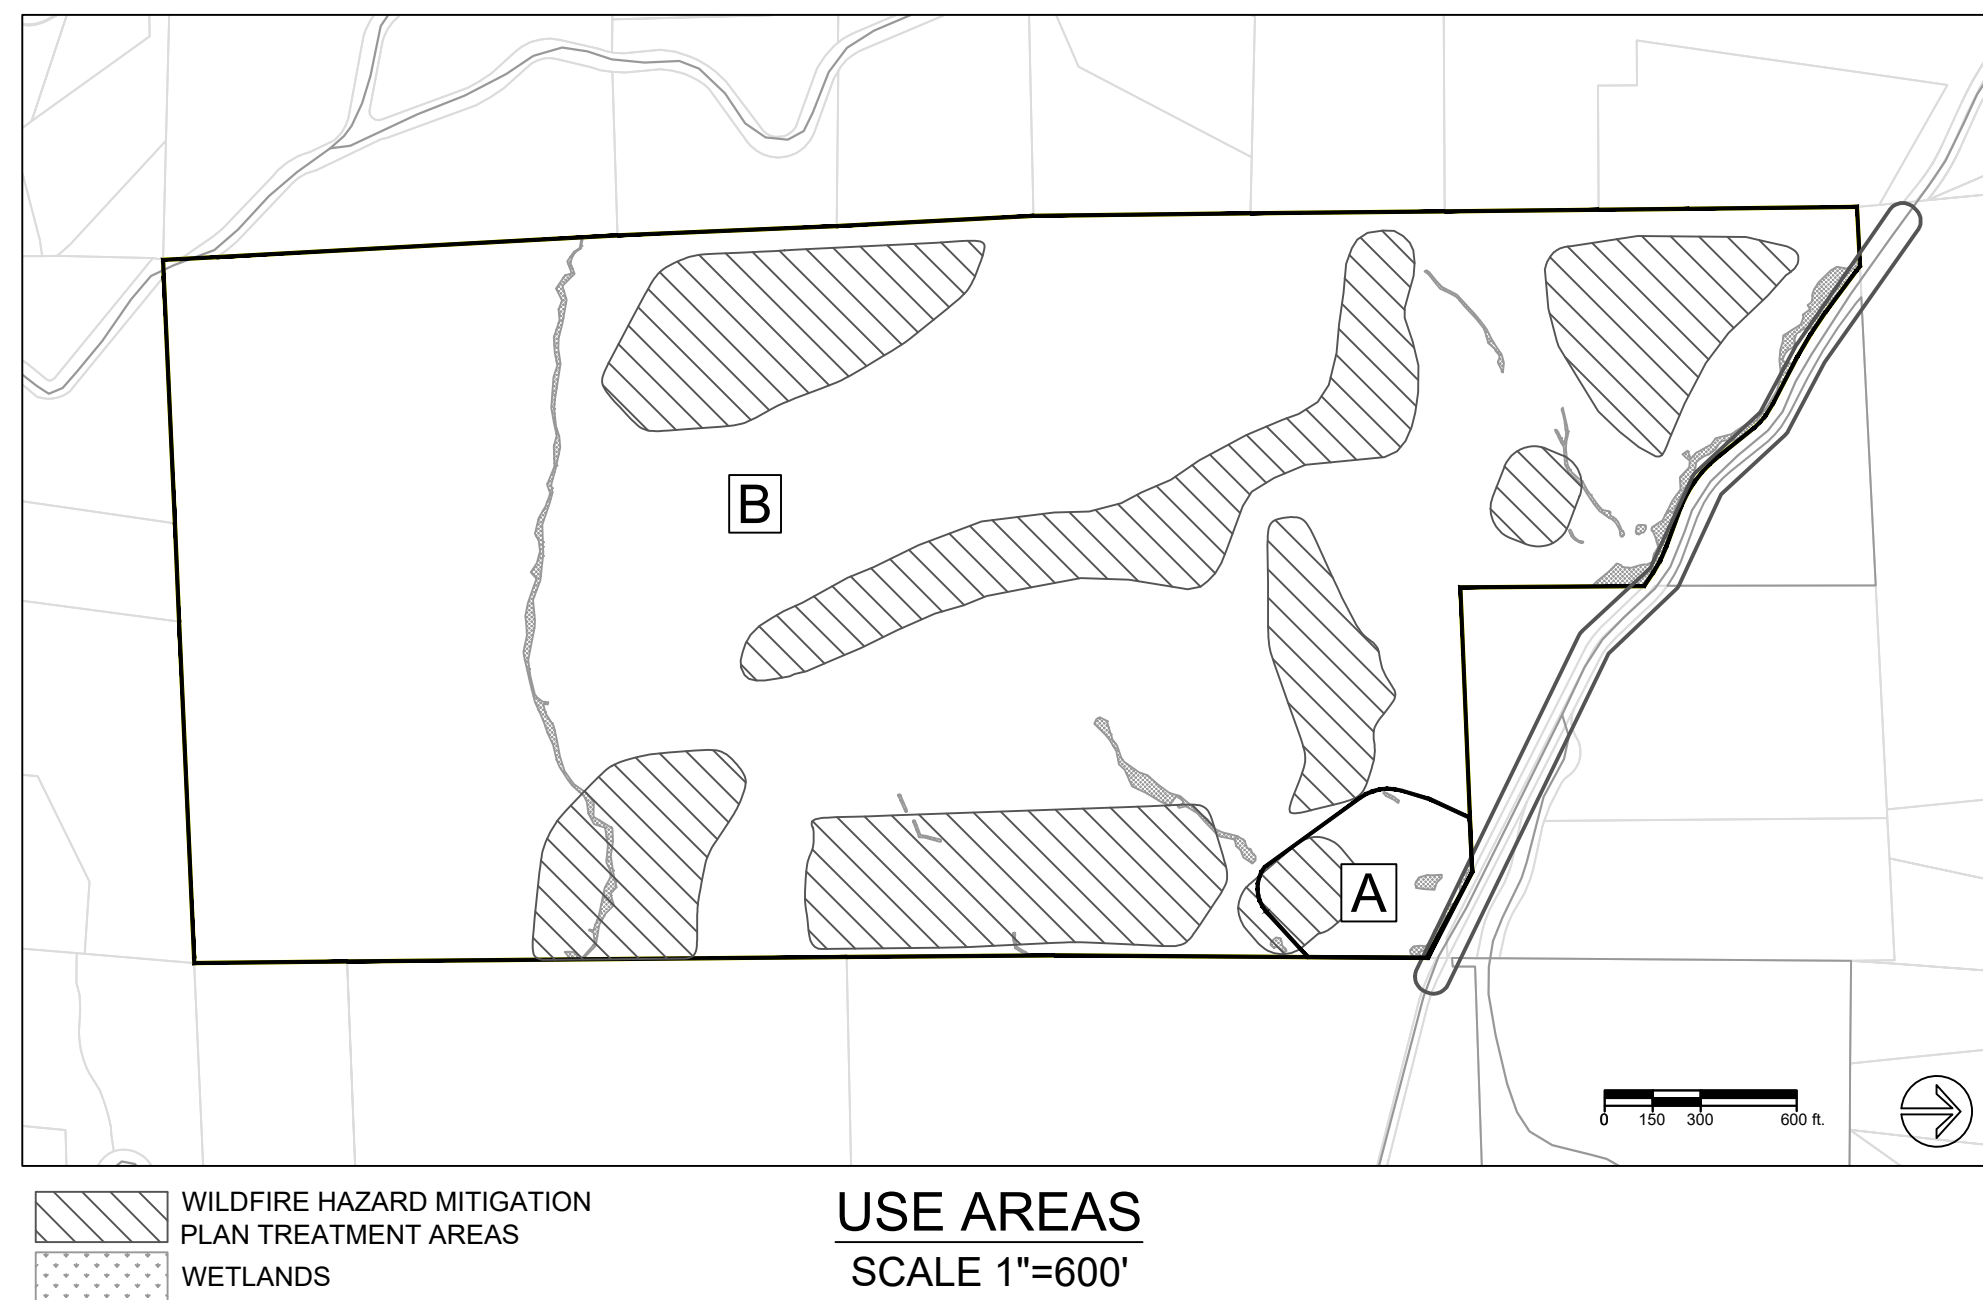 B
A
0 150 300 600 ft.
WILDFIRE HAZARD MITIGATION
PLAN TREATMENT AREAS
WETLANDS
USE AREAS
SCALE 1"=600'